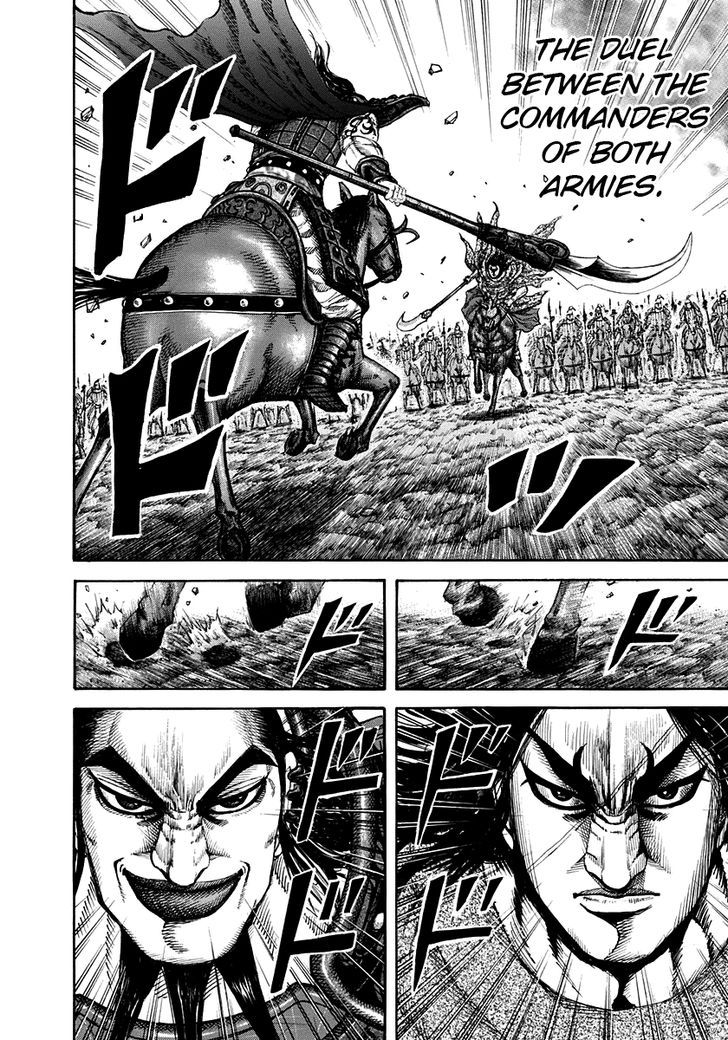 THE DUEL
BETWEEN THE
COMMANDERS
OF BOTH
ARMIES.
ド
ド
ッ
ド
ド
ド
ド
ド
ド